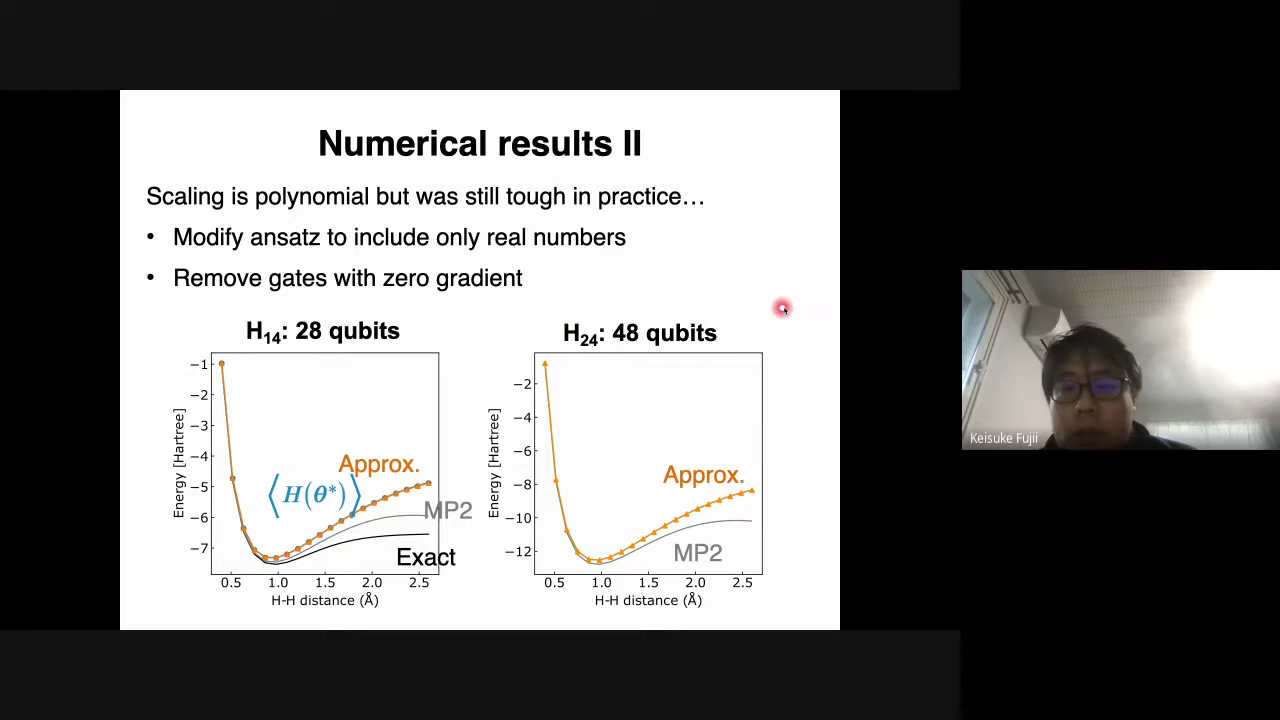 Numerical results II
Scaling is polynomial but was still tough in practice…
• Modify ansatz to include only real numbers
• Remove gates with zero gradient
H₁₄: 28 qubits
−1
−2
−3
−4
−5
−6
−7
Energy [Hartree]
Approx.
⟨H(θ*)⟩
MP2
Exact
0.5 1.0 1.5 2.0 2.5
H-H distance (Å)
H₂₄: 48 qubits
−2
−4
−6
−8
−10
−12
Energy [Hartree]
Approx.
MP2
0.5 1.0 1.5 2.0 2.5
H-H distance (Å)
Keisuke Fujii